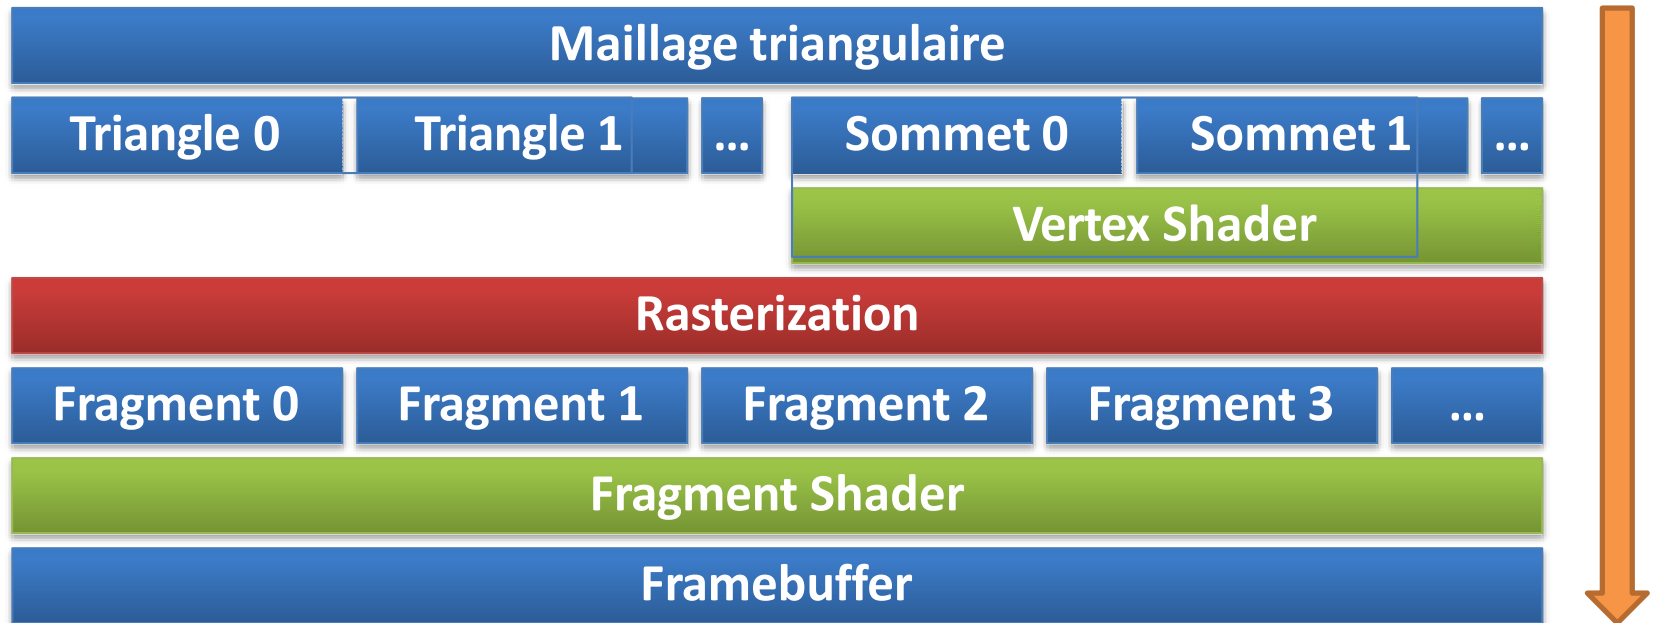 Maillage triangulaire
Triangle 0 Triangle 1 ... Sommet 0 Sommet 1 ...
Vertex Shader
Rasterization
Fragment 0 Fragment 1 Fragment 2 Fragment 3 ...
Fragment Shader
Framebuffer